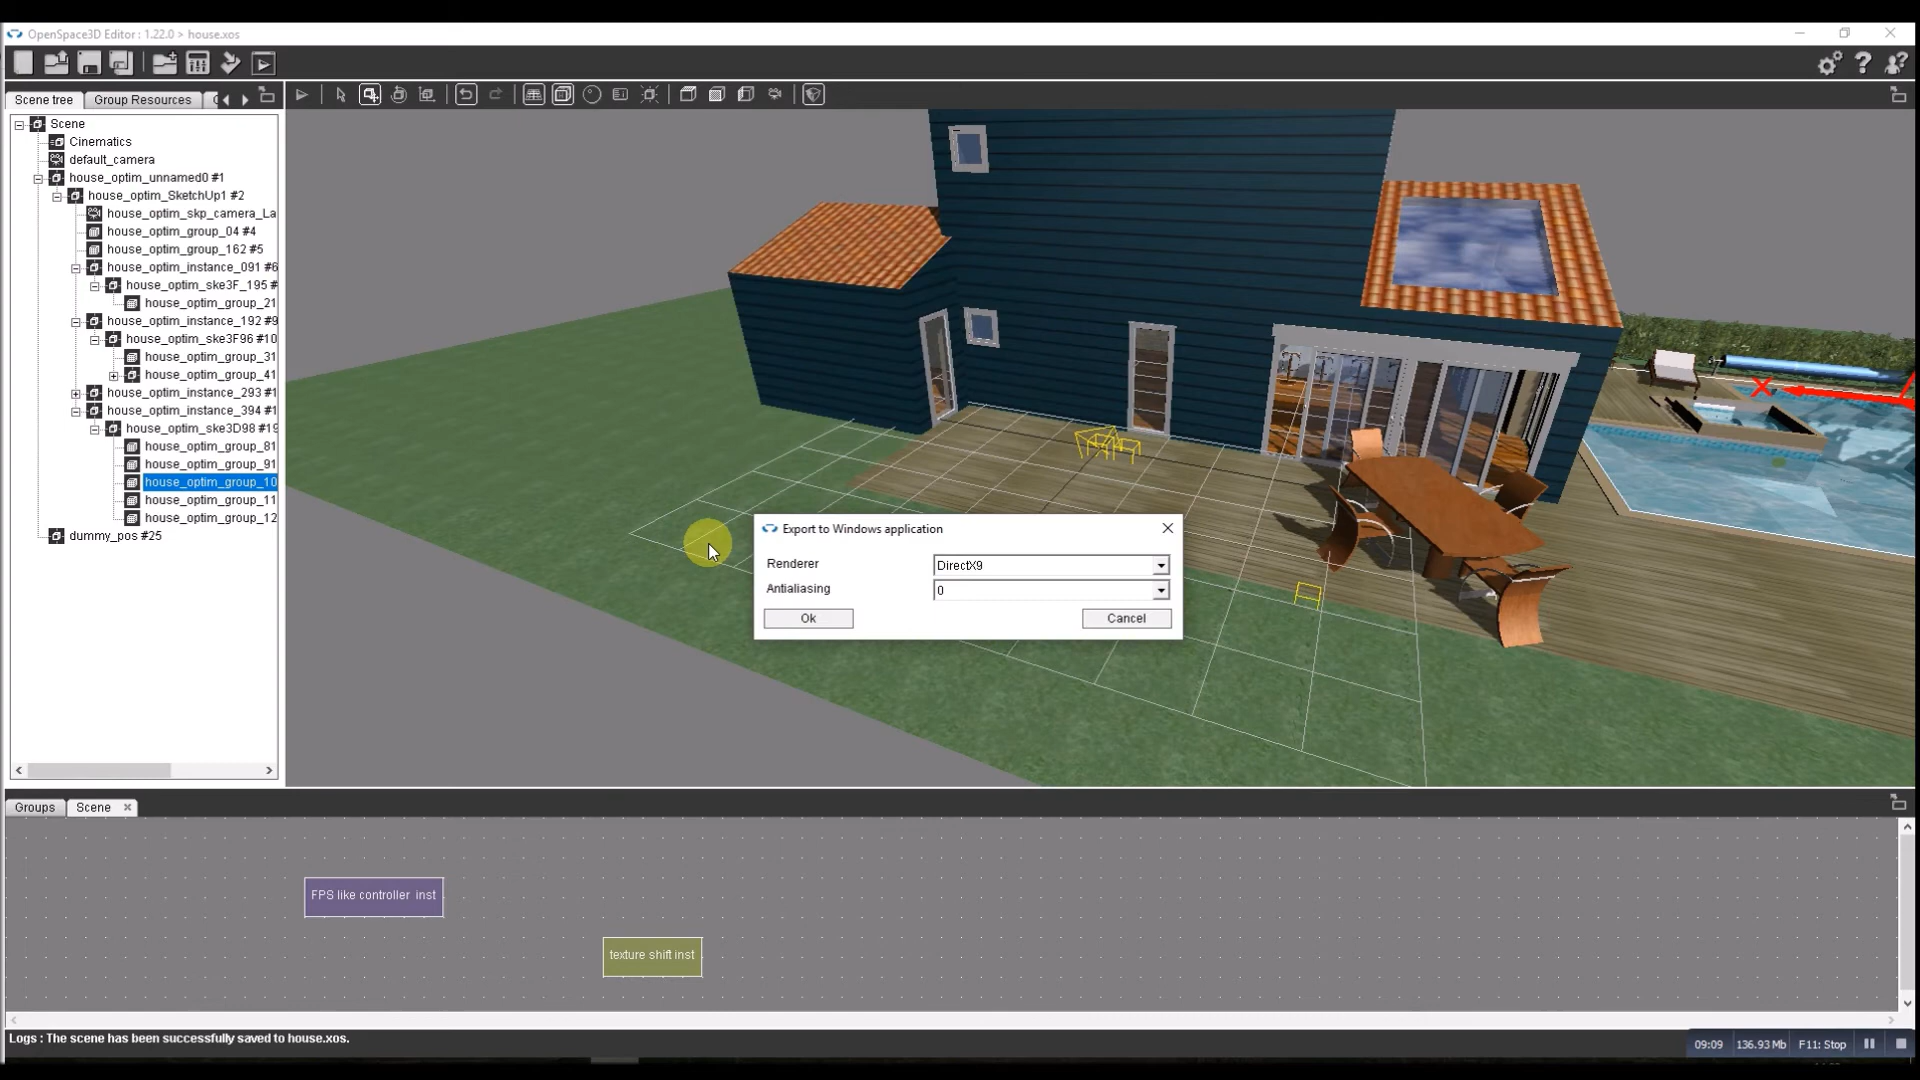 OpenSpace3D Editor : 1.22.0 > house.xos
Scene tree
Group Resources
Scene
Cinematics
default_camera
house_optim_unnamed0 #1
house_optim_SketchUp1 #2
house_optim_skp_camera_La
house_optim_group_04 #4
house_optim_group_162 #5
house_optim_instance_091 #6
house_optim_ske3F_195 #
house_optim_group_21
house_optim_instance_192 #9
house_optim_ske3F96 #10
house_optim_group_31
house_optim_group_41
house_optim_instance_293 #1
house_optim_instance_394 #1
house_optim_ske3D98 #19
house_optim_group_81
house_optim_group_91
house_optim_group_10
house_optim_group_11
house_optim_group_12
dummy_pos #25
X
Export to Windows application
Renderer
DirectX9
Antialiasing
0
Ok
Cancel
Groups
Scene
FPS like controller inst
texture shift inst
Logs : The scene has been successfully saved to house.xos.
09:09
136.93 Mb
F11: Stop